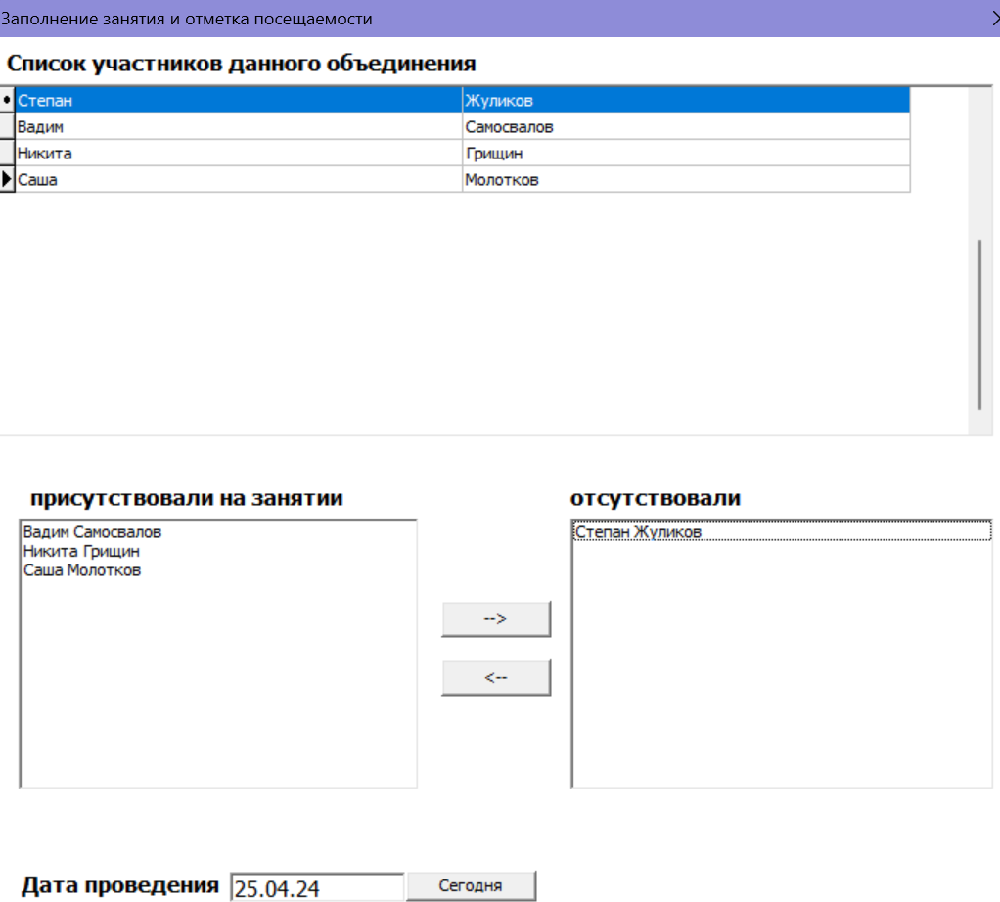 Заполнение занятия и отметка посещаемости
Список участников данного объединения
Степан Жуликов
Вадим Самосвалов
Никита Грищин
Саша Молотков
присутствовали на занятии
Вадим Самосвалов
Никита Грищин
Саша Молотков
отсутствовали
Степан Жуликов
-->
<--
Дата проведения 25.04.24 Сегодня